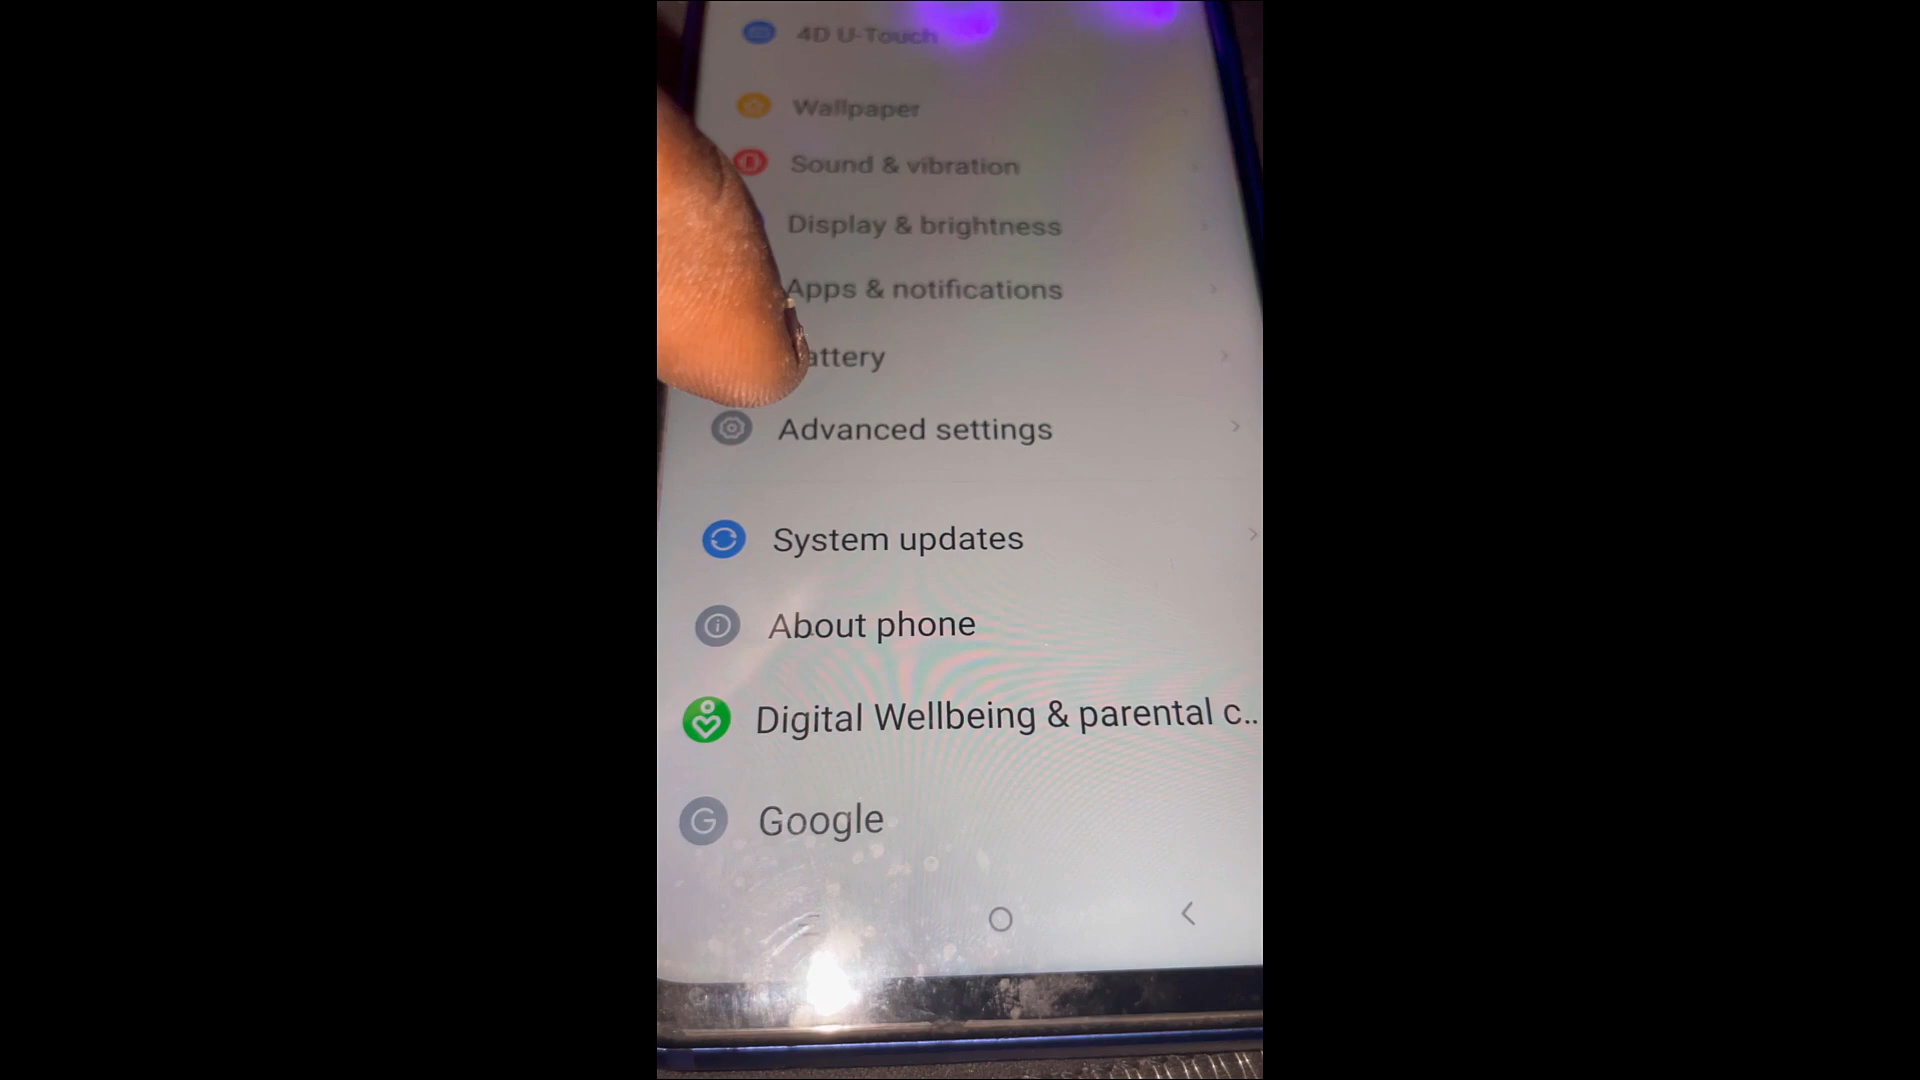 4D U-Touch
Wallpaper
Sound & vibration
Display & brightness
Apps & notifications
attery
Advanced settings
System updates
About phone
Digital Wellbeing & parental c..
Google